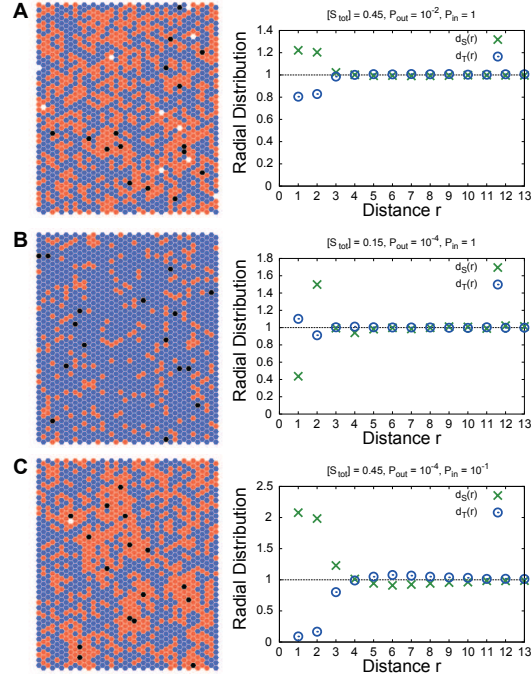 A
[S_tot] = 0.45, P_out = 10^-2, P_in = 1
Radial Distribution
1.4
1.2
1
0.8
0.6
0.4
0.2
0
d_S(r)
d_T(r)
0 1 2 3 4 5 6 7 8 9 10 11 12 13
Distance r
B
[S_tot] = 0.15, P_out = 10^-4, P_in = 1
Radial Distribution
1.8
1.6
1.4
1.2
1
0.8
0.6
0.4
0.2
0
d_S(r)
d_T(r)
0 1 2 3 4 5 6 7 8 9 10 11 12 13
Distance r
C
[S_tot] = 0.45, P_out = 10^-4, P_in = 10^-1
Radial Distribution
2.5
2
1.5
1
0.5
0
d_S(r)
d_T(r)
0 1 2 3 4 5 6 7 8 9 10 11 12 13
Distance r